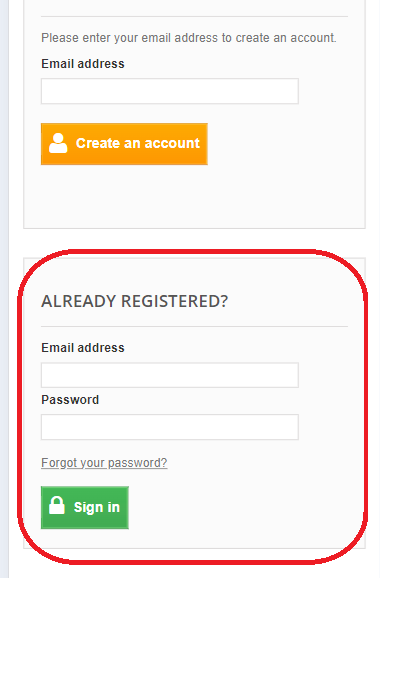 Please enter your email address to create an account.
Email address
Create an account
ALREADY REGISTERED?
Email address
Password
Forgot your password?
Sign in